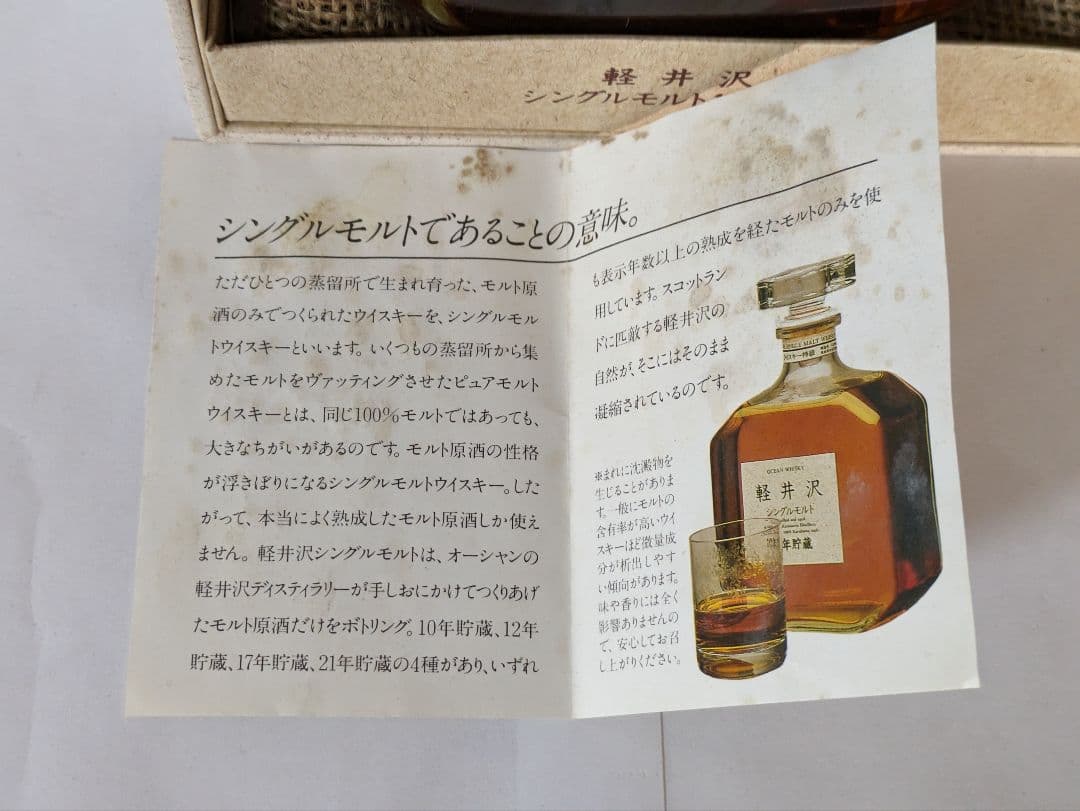 軽井沢
シングルモルト
シングルモルトであることの意味。
ただひとつの蒸留所で生まれ育った、モルト原
酒のみでつくられたウイスキーを、シングルモル
トウイスキーといいます。いくつもの蒸留所から集
めたモルトをヴァッティングさせたピュアモルト
ウイスキーとは、同じ100%モルトではあっても、
大きなちがいがあるのです。モルト原酒の性格
が浮きぼりになるシングルモルトウイスキー。した
がって、本当によく熟成したモルト原酒しか使え
ません。軽井沢シングルモルトは、オーシャンの
軽井沢ディスティラリーが手しおにかけてつくりあげ
たモルト原酒だけをボトリング。10年貯蔵、12年
貯蔵、17年貯蔵、21年貯蔵の4種があり、いずれ
も表示年数以上の熟成を経たモルトのみを使
用しています。スコットラン
ドに匹敵する軽井沢の
自然が、そこにはそのまま
凝縮されているのです。
※まれに沈澱物を
生じることがありま
す。一般にモルトの
含有率が高いウイ
スキーほど微量成
分が析出しやす
い傾向があります。
味や香りには全く
影響ありませんの
で、安心してお召
し上がりください。
MALT WHISKY
ウイスキー特級
OCEAN WHISKY
軽井沢
シングルモルト
年貯蔵